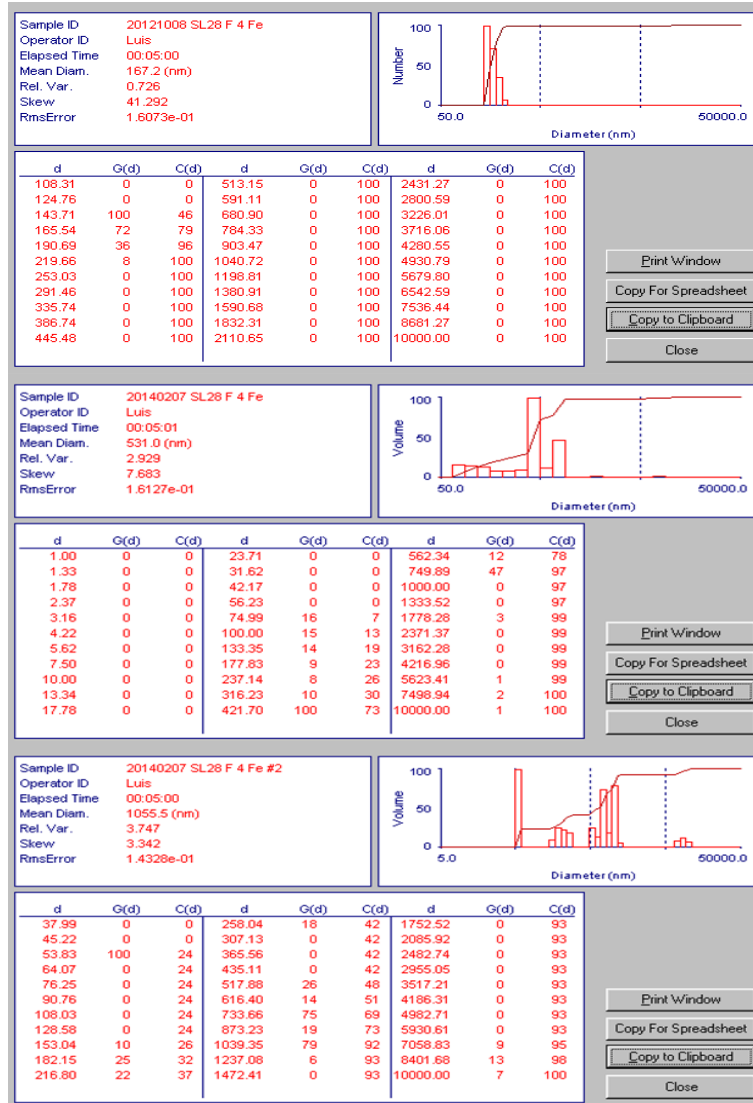 Sample ID 20121008 SL28 F 4 Fe
Operator ID Luis
Elapsed Time 00:05:00
Mean Diam. 167.2 (nm)
Rel. Var. 0.726
Skew 41.292
RmsError 1.6073e-01
100
50
0
Number
50.0 50000.0
Diameter (nm)
d G(d) C(d) d G(d) C(d) d G(d) C(d)
108.31 0 0 513.15 0 100 2431.27 0 100
124.76 0 0 591.11 0 100 2800.59 0 100
143.71 100 46 680.90 0 100 3226.01 0 100
165.54 72 79 784.33 0 100 3716.06 0 100
190.69 36 96 903.47 0 100 4280.55 0 100
219.66 8 100 1040.72 0 100 4930.79 0 100
253.03 0 100 1198.81 0 100 5679.80 0 100
291.46 0 100 1380.91 0 100 6542.59 0 100
335.74 0 100 1590.68 0 100 7536.44 0 100
386.74 0 100 1832.31 0 100 8681.27 0 100
445.48 0 100 2110.65 0 100 10000.00 0 100
Print Window
Copy For Spreadsheet
Copy to Clipboard
Close
Sample ID 20140207 SL28 F 4 Fe
Operator ID Luis
Elapsed Time 00:05:01
Mean Diam. 531.0 (nm)
Rel. Var. 2.929
Skew 7.683
RmsError 1.6127e-01
100
50
0
Volume
50.0 50000.0
Diameter (nm)
d G(d) C(d) d G(d) C(d) d G(d) C(d)
1.00 0 0 23.71 0 0 562.34 12 78
1.33 0 0 31.62 0 0 749.89 47 97
1.78 0 0 42.17 0 0 1000.00 0 97
2.37 0 0 56.23 0 0 1333.52 0 97
3.16 0 0 74.99 16 7 1778.28 3 99
4.22 0 0 100.00 15 13 2371.37 0 99
5.62 0 0 133.35 14 19 3162.28 0 99
7.50 0 0 177.83 9 23 4216.96 0 99
10.00 0 0 237.14 8 26 5623.41 1 99
13.34 0 0 316.23 10 30 7498.94 2 100
17.78 0 0 421.70 100 73 10000.00 1 100
Print Window
Copy For Spreadsheet
Copy to Clipboard
Close
Sample ID 20140207 SL28 F 4 Fe #2
Operator ID Luis
Elapsed Time 00:05:00
Mean Diam. 1055.5 (nm)
Rel. Var. 3.747
Skew 3.342
RmsError 1.4328e-01
100
50
0
Volume
5.0 50000.0
Diameter (nm)
d G(d) C(d) d G(d) C(d) d G(d) C(d)
37.99 0 0 258.04 18 42 1752.52 0 93
45.22 0 0 307.13 0 42 2085.92 0 93
53.83 100 24 365.56 0 42 2482.74 0 93
64.07 0 24 435.11 0 42 2955.05 0 93
76.25 0 24 517.88 26 48 3517.21 0 93
90.76 0 24 616.40 14 51 4186.31 0 93
108.03 0 24 733.66 75 69 4982.71 0 93
128.58 0 24 873.23 19 73 5930.61 0 93
153.04 10 26 1039.35 79 92 7058.83 9 95
182.15 25 32 1237.08 6 93 8401.68 13 98
216.80 22 37 1472.41 0 93 10000.00 7 100
Print Window
Copy For Spreadsheet
Copy to Clipboard
Close